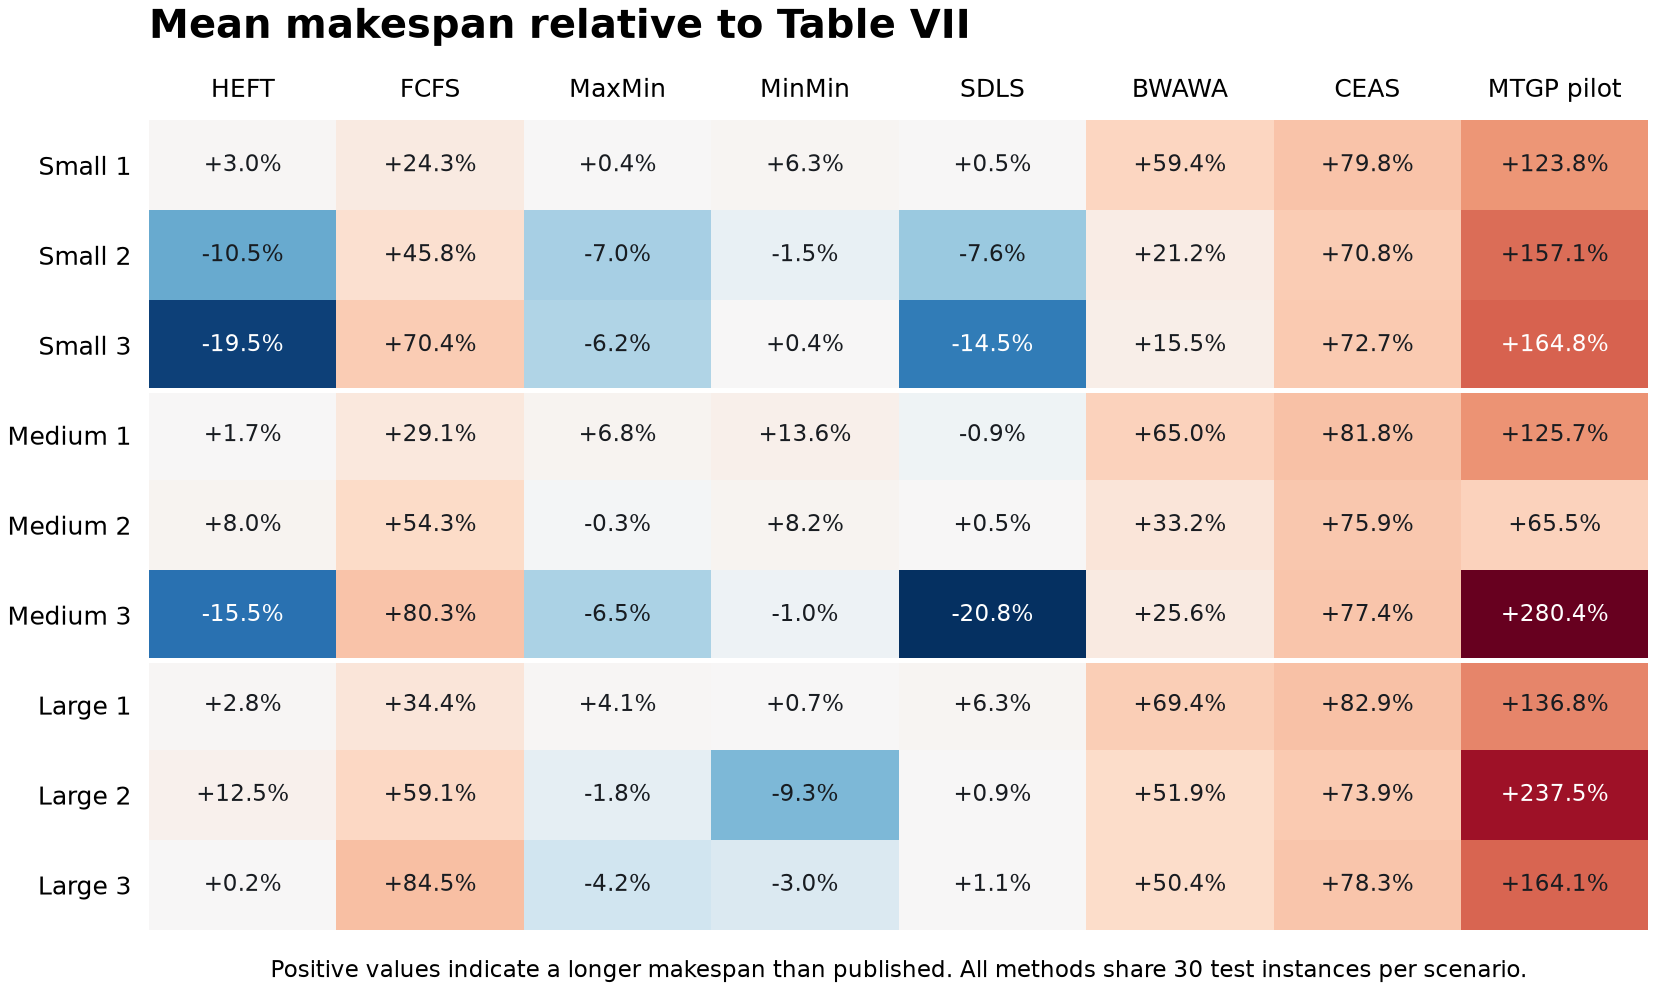 Mean makespan relative to Table VII
HEFT FCFS MaxMin MinMin SDLS BWAWA CEAS MTGP pilot
Small 1 +3.0% +24.3% +0.4% +6.3% +0.5% +59.4% +79.8% +123.8%
Small 2 -10.5% +45.8% -7.0% -1.5% -7.6% +21.2% +70.8% +157.1%
Small 3 -19.5% +70.4% -6.2% +0.4% -14.5% +15.5% +72.7% +164.8%
Medium 1 +1.7% +29.1% +6.8% +13.6% -0.9% +65.0% +81.8% +125.7%
Medium 2 +8.0% +54.3% -0.3% +8.2% +0.5% +33.2% +75.9% +65.5%
Medium 3 -15.5% +80.3% -6.5% -1.0% -20.8% +25.6% +77.4% +280.4%
Large 1 +2.8% +34.4% +4.1% +0.7% +6.3% +69.4% +82.9% +136.8%
Large 2 +12.5% +59.1% -1.8% -9.3% +0.9% +51.9% +73.9% +237.5%
Large 3 +0.2% +84.5% -4.2% -3.0% +1.1% +50.4% +78.3% +164.1%
Positive values indicate a longer makespan than published. All methods share 30 test instances per scenario.